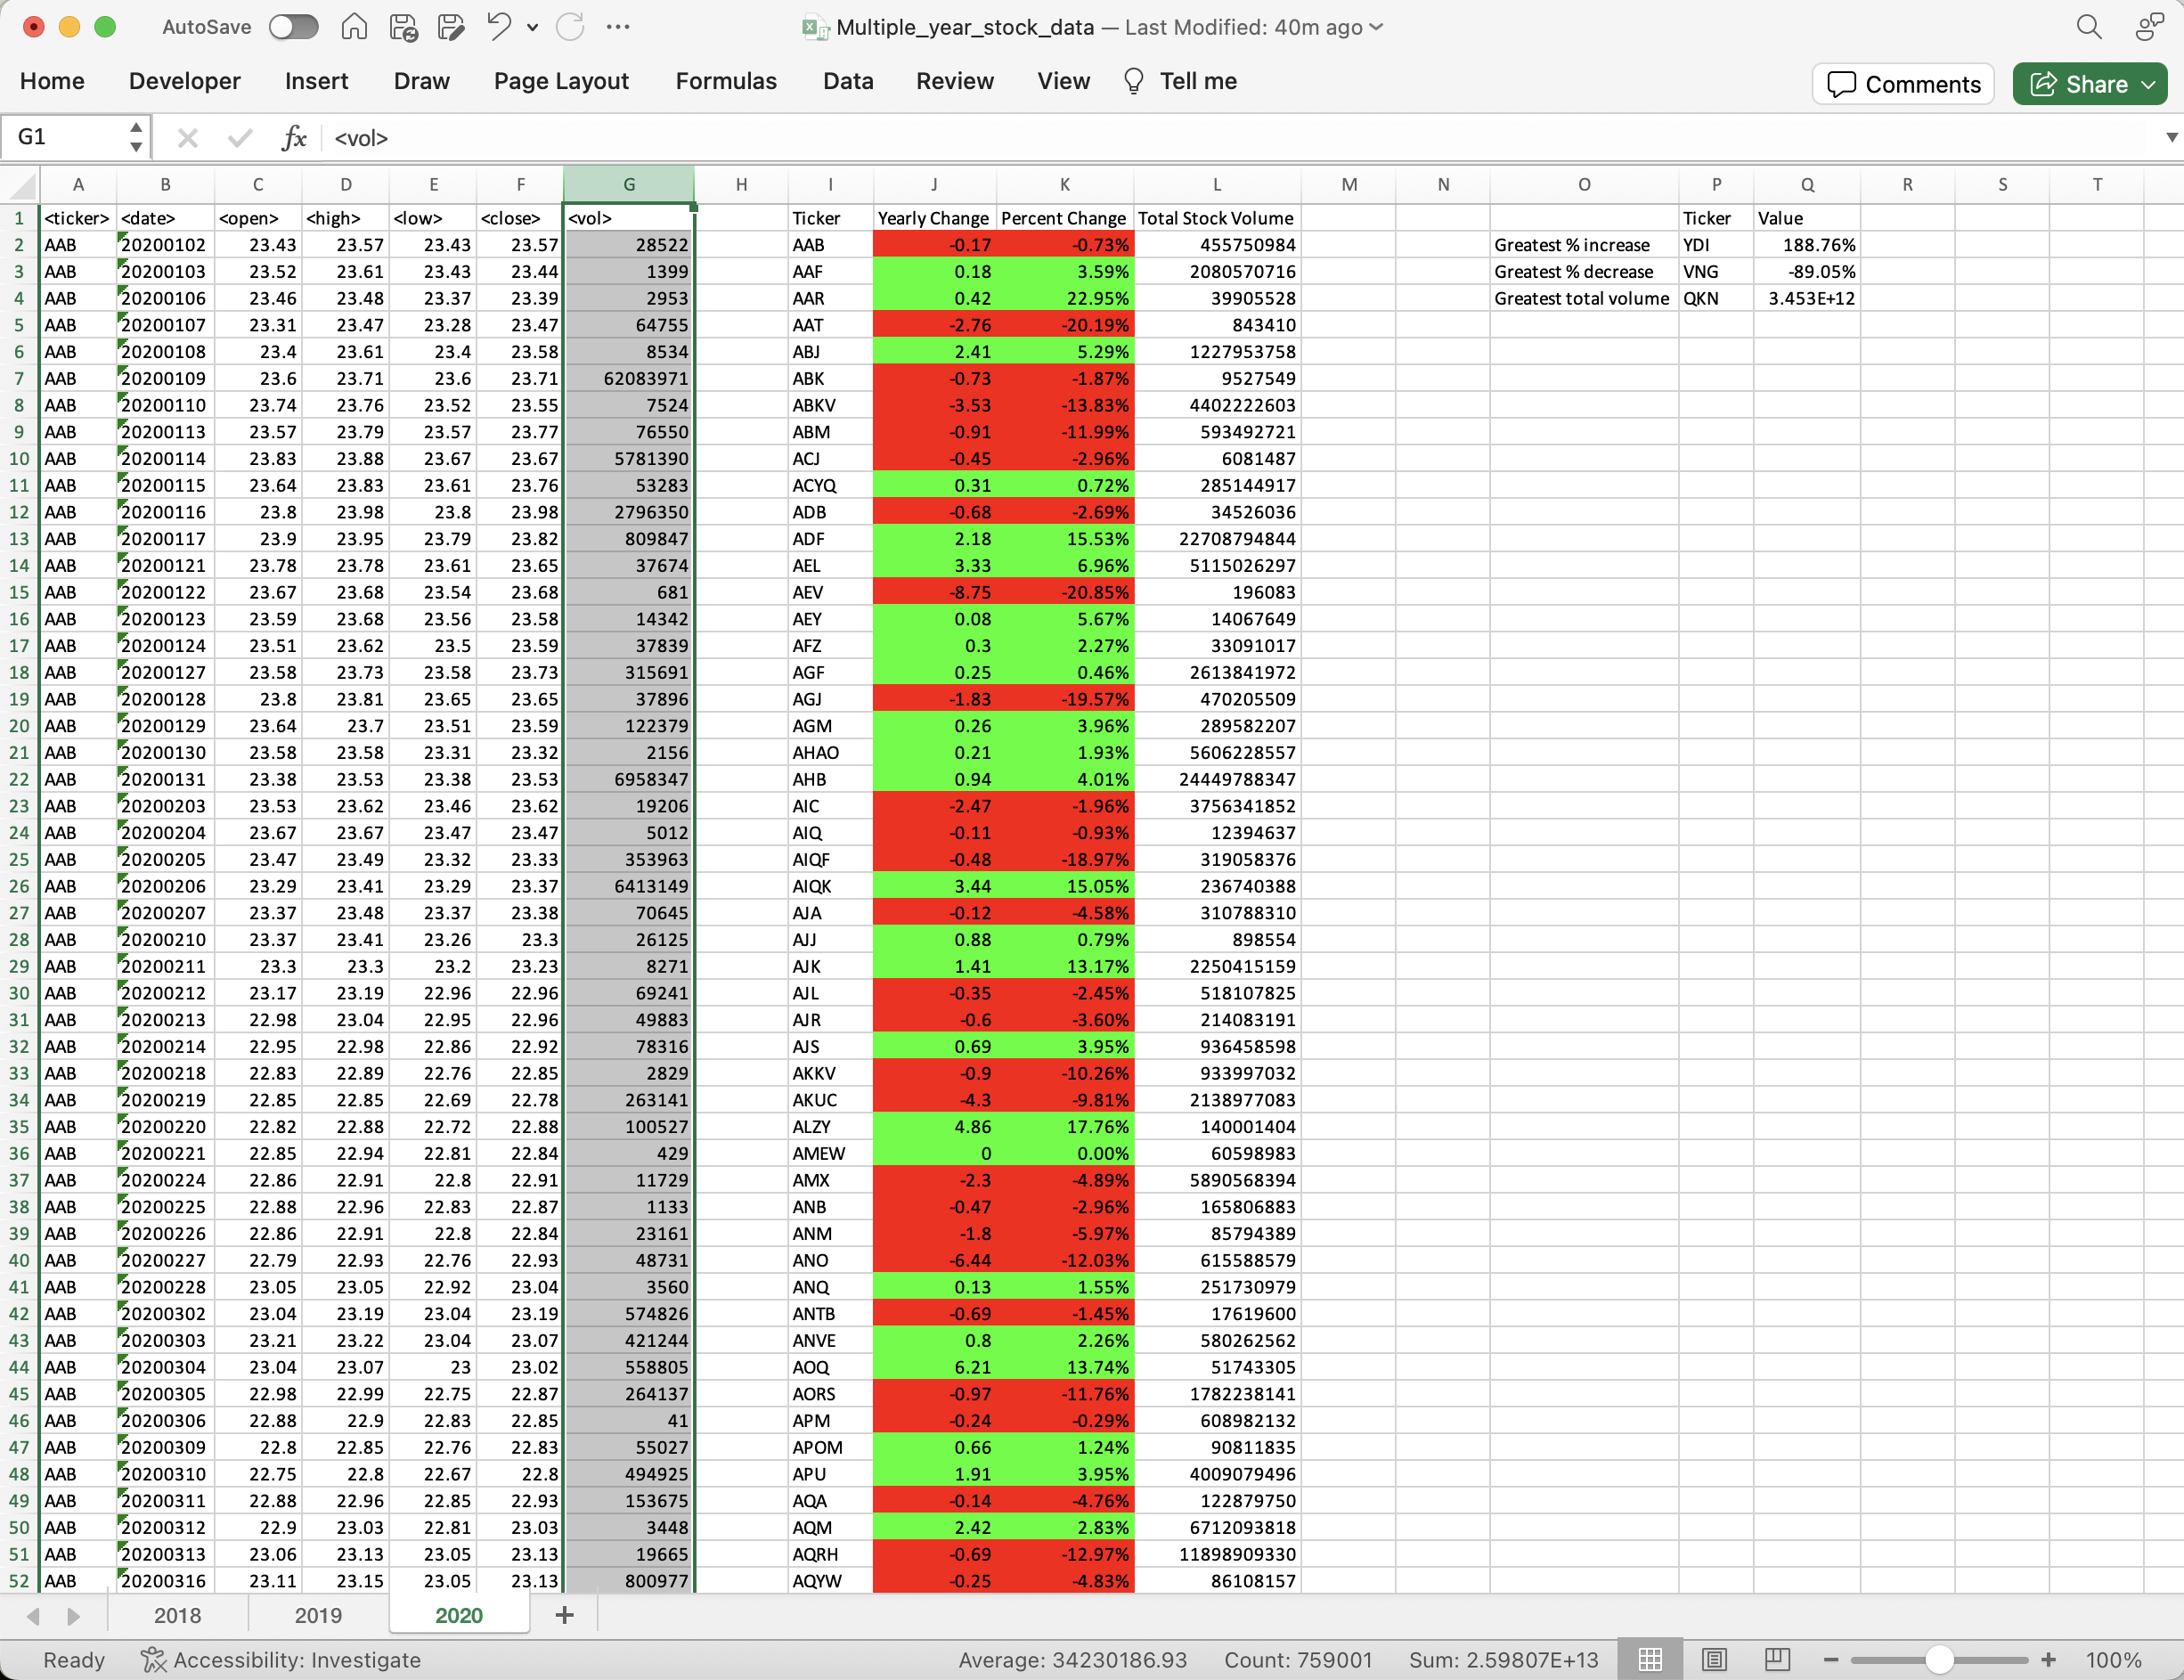 AutoSave Multiple_year_stock_data — Last Modified: 40m ago
Home Developer Insert Draw Page Layout Formulas Data Review View Tell me Comments Share
G1 fx <vol>
A B C D E F G H I J K L M N O P Q R S T
1 <ticker> <date> <open> <high> <low> <close> <vol> Ticker Yearly Change Percent Change Total Stock Volume Ticker Value
2 AAB 20200102 23.43 23.57 23.43 23.57 28522 AAB -0.17 -0.73% 455750984 Greatest % increase YDI 188.76%
3 AAB 20200103 23.52 23.61 23.43 23.44 1399 AAF 0.18 3.59% 2080570716 Greatest % decrease VNG -89.05%
4 AAB 20200106 23.46 23.48 23.37 23.39 2953 AAR 0.42 22.95% 39905528 Greatest total volume QKN 3.453E+12
5 AAB 20200107 23.31 23.47 23.28 23.47 64755 AAT -2.76 -20.19% 843410
6 AAB 20200108 23.4 23.61 23.4 23.58 8534 ABJ 2.41 5.29% 1227953758
7 AAB 20200109 23.6 23.71 23.6 23.71 62083971 ABK -0.73 -1.87% 9527549
8 AAB 20200110 23.74 23.76 23.52 23.55 7524 ABKV -3.53 -13.83% 4402222603
9 AAB 20200113 23.57 23.79 23.57 23.77 76550 ABM -0.91 -11.99% 593492721
10 AAB 20200114 23.83 23.88 23.67 23.67 5781390 ACJ -0.45 -2.96% 6081487
11 AAB 20200115 23.64 23.83 23.61 23.76 53283 ACYQ 0.31 0.72% 285144917
12 AAB 20200116 23.8 23.98 23.8 23.98 2796350 ADB -0.68 -2.69% 34526036
13 AAB 20200117 23.9 23.95 23.79 23.82 809847 ADF 2.18 15.53% 22708794844
14 AAB 20200121 23.78 23.78 23.61 23.65 37674 AEL 3.33 6.96% 5115026297
15 AAB 20200122 23.67 23.68 23.54 23.68 681 AEV -8.75 -20.85% 196083
16 AAB 20200123 23.59 23.68 23.56 23.58 14342 AEY 0.08 5.67% 14067649
17 AAB 20200124 23.51 23.62 23.5 23.59 37839 AFZ 0.3 2.27% 33091017
18 AAB 20200127 23.58 23.73 23.58 23.73 315691 AGF 0.25 0.46% 2613841972
19 AAB 20200128 23.8 23.81 23.65 23.65 37896 AGJ -1.83 -19.57% 470205509
20 AAB 20200129 23.64 23.7 23.51 23.59 122379 AGM 0.26 3.96% 289582207
21 AAB 20200130 23.58 23.58 23.31 23.32 2156 AHAO 0.21 1.93% 5606228557
22 AAB 20200131 23.38 23.53 23.38 23.53 6958347 AHB 0.94 4.01% 24449788347
23 AAB 20200203 23.53 23.62 23.46 23.62 19206 AIC -2.47 -1.96% 3756341852
24 AAB 20200204 23.67 23.67 23.47 23.47 5012 AIQ -0.11 -0.93% 12394637
25 AAB 20200205 23.47 23.49 23.32 23.33 353963 AIQF -0.48 -18.97% 319058376
26 AAB 20200206 23.29 23.41 23.29 23.37 6413149 AIQK 3.44 15.05% 236740388
27 AAB 20200207 23.37 23.48 23.37 23.38 70645 AJA -0.12 -4.58% 310788310
28 AAB 20200210 23.37 23.41 23.26 23.3 26125 AJJ 0.88 0.79% 898554
29 AAB 20200211 23.3 23.3 23.2 23.23 8271 AJK 1.41 13.17% 2250415159
30 AAB 20200212 23.17 23.19 22.96 22.96 69241 AJL -0.35 -2.45% 518107825
31 AAB 20200213 22.98 23.04 22.95 22.96 49883 AJR -0.6 -3.60% 214083191
32 AAB 20200214 22.95 22.98 22.86 22.92 78316 AJS 0.69 3.95% 936458598
33 AAB 20200218 22.83 22.89 22.76 22.85 2829 AKKV -0.9 -10.26% 933997032
34 AAB 20200219 22.85 22.85 22.69 22.78 263141 AKUC -4.3 -9.81% 2138977083
35 AAB 20200220 22.82 22.88 22.72 22.88 100527 ALZY 4.86 17.76% 140001404
36 AAB 20200221 22.85 22.94 22.81 22.84 429 AMEW 0 0.00% 60598983
37 AAB 20200224 22.86 22.91 22.8 22.91 11729 AMX -2.3 -4.89% 5890568394
38 AAB 20200225 22.88 22.96 22.83 22.87 1133 ANB -0.47 -2.96% 165806883
39 AAB 20200226 22.86 22.91 22.8 22.84 23161 ANM -1.8 -5.97% 85794389
40 AAB 20200227 22.79 22.93 22.76 22.93 48731 ANO -6.44 -12.03% 615588579
41 AAB 20200228 23.05 23.05 22.92 23.04 3560 ANQ 0.13 1.55% 251730979
42 AAB 20200302 23.04 23.19 23.04 23.19 574826 ANTB -0.69 -1.45% 17619600
43 AAB 20200303 23.21 23.22 23.04 23.07 421244 ANVE 0.8 2.26% 580262562
44 AAB 20200304 23.04 23.07 23 23.02 558805 AOQ 6.21 13.74% 51743305
45 AAB 20200305 22.98 22.99 22.75 22.87 264137 AORS -0.97 -11.76% 1782238141
46 AAB 20200306 22.88 22.9 22.83 22.85 41 APM -0.24 -0.29% 608982132
47 AAB 20200309 22.8 22.85 22.76 22.83 55027 APOM 0.66 1.24% 90811835
48 AAB 20200310 22.75 22.8 22.67 22.8 494925 APU 1.91 3.95% 4009079496
49 AAB 20200311 22.88 22.96 22.85 22.93 153675 AQA -0.14 -4.76% 122879750
50 AAB 20200312 22.9 23.03 22.81 23.03 3448 AQM 2.42 2.83% 6712093818
51 AAB 20200313 23.06 23.13 23.05 23.13 19665 AQRH -0.69 -12.97% 11898909330
52 AAB 20200316 23.11 23.15 23.05 23.13 800977 AQYW -0.25 -4.83% 86108157
2018 2019 2020 +
Ready Accessibility: Investigate Average: 34230186.93 Count: 759001 Sum: 2.59807E+13 100%